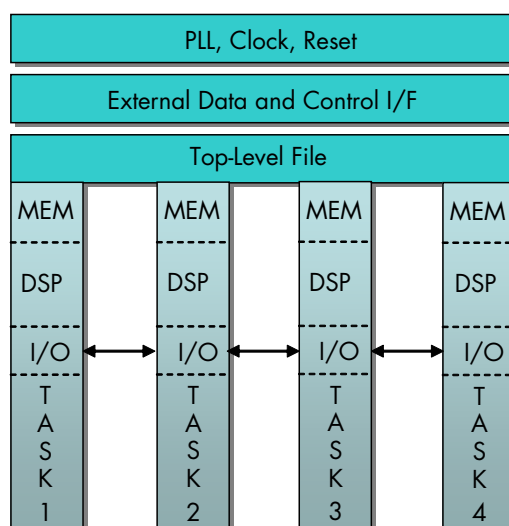 PLL, Clock, Reset
External Data and Control I/F
Top-Level File
MEM MEM MEM MEM
DSP DSP DSP DSP
I/O I/O I/O I/O
T T T T
A A A A
S S S S
K K K K
1 2 3 4